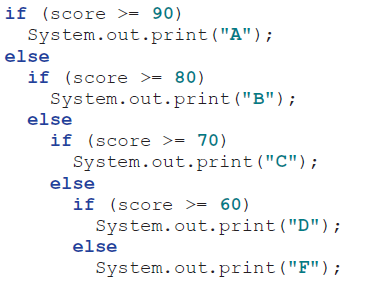 if (score >= 90)
  System.out.print("A");
else
  if (score >= 80)
    System.out.print("B");
  else
    if (score >= 70)
      System.out.print("C");
    else
      if (score >= 60)
        System.out.print("D");
      else
        System.out.print("F");